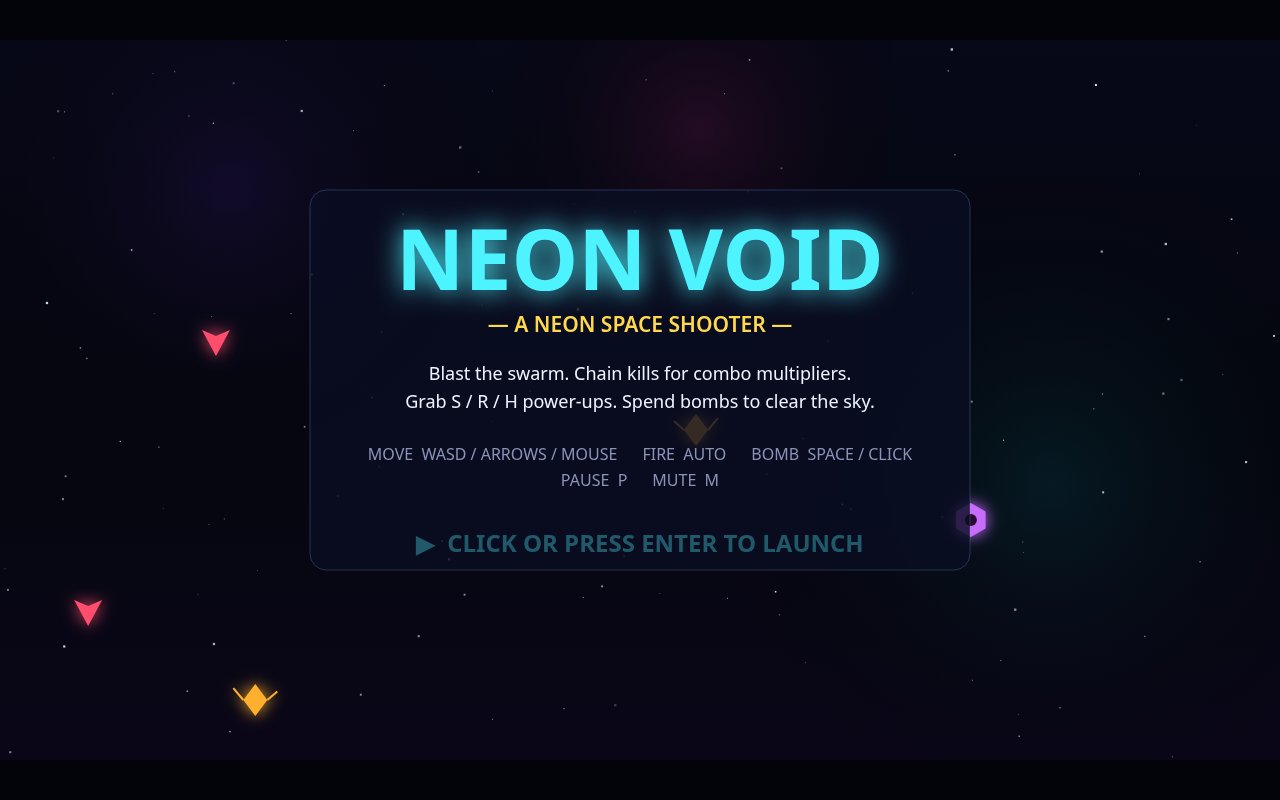 NEON VOID
— A NEON SPACE SHOOTER —
Blast the swarm. Chain kills for combo multipliers.
Grab S / R / H power-ups. Spend bombs to clear the sky.
MOVE WASD / ARROWS / MOUSE FIRE AUTO BOMB SPACE / CLICK
PAUSE P MUTE M
▶ CLICK OR PRESS ENTER TO LAUNCH